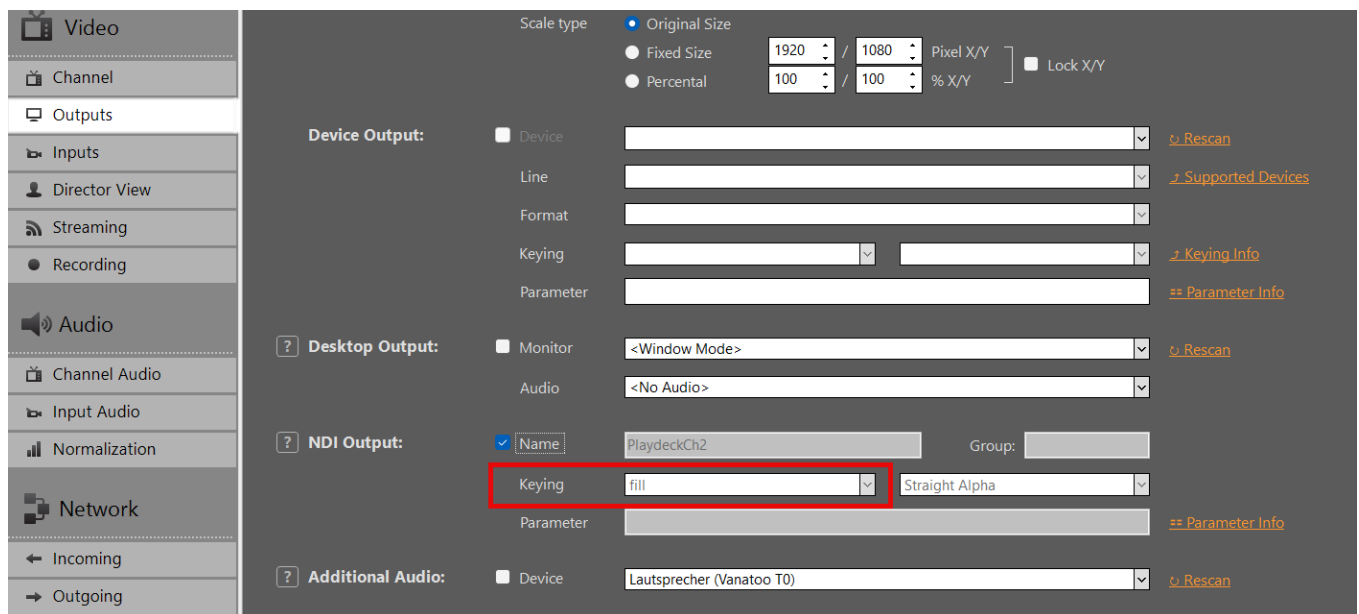 Video
Channel
Outputs
Inputs
Director View
Streaming
Recording
Audio
Channel Audio
Input Audio
Normalization
Network
Incoming
Outgoing
Scale type Original Size
Fixed Size 1920 / 1080 Pixel X/Y
Lock X/Y
Percental 100 / 100 % X/Y
Device Output: Device Rescan
Line Supported Devices
Format
Keying Keying Info
Parameter Parameter Info
? Desktop Output: Monitor <Window Mode> Rescan
Audio <No Audio>
? NDI Output: Name PlaydeckCh2 Group:
Keying fill Straight Alpha
Parameter Parameter Info
? Additional Audio: Device Lautsprecher (Vanatoo T0) Rescan